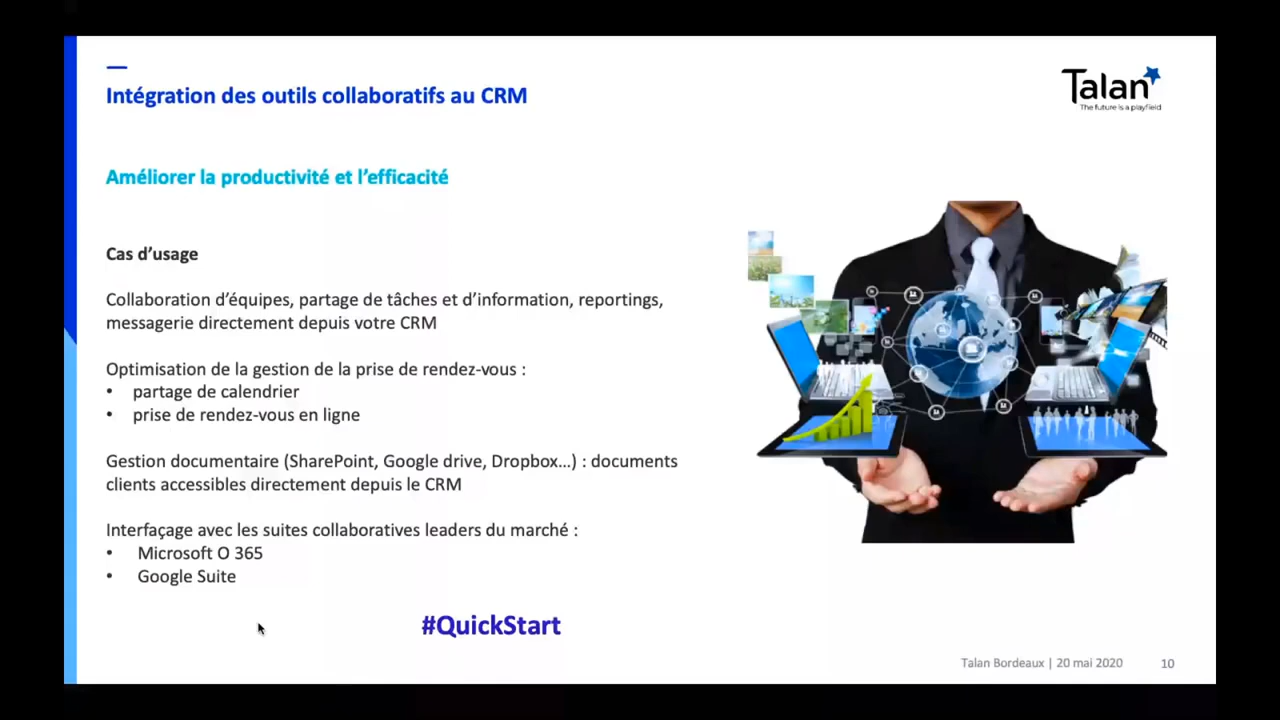 Intégration des outils collaboratifs au CRM
Talan
The future is a playfield
Améliorer la productivité et l'efficacité
Cas d'usage
Collaboration d'équipes, partage de tâches et d'information, reportings,
messagerie directement depuis votre CRM
Optimisation de la gestion de la prise de rendez-vous :
• partage de calendrier
• prise de rendez-vous en ligne
Gestion documentaire (SharePoint, Google drive, Dropbox…) : documents
clients accessibles directement depuis le CRM
Interfaçage avec les suites collaboratives leaders du marché :
• Microsoft O 365
• Google Suite
#QuickStart
Talan Bordeaux | 20 mai 2020 10